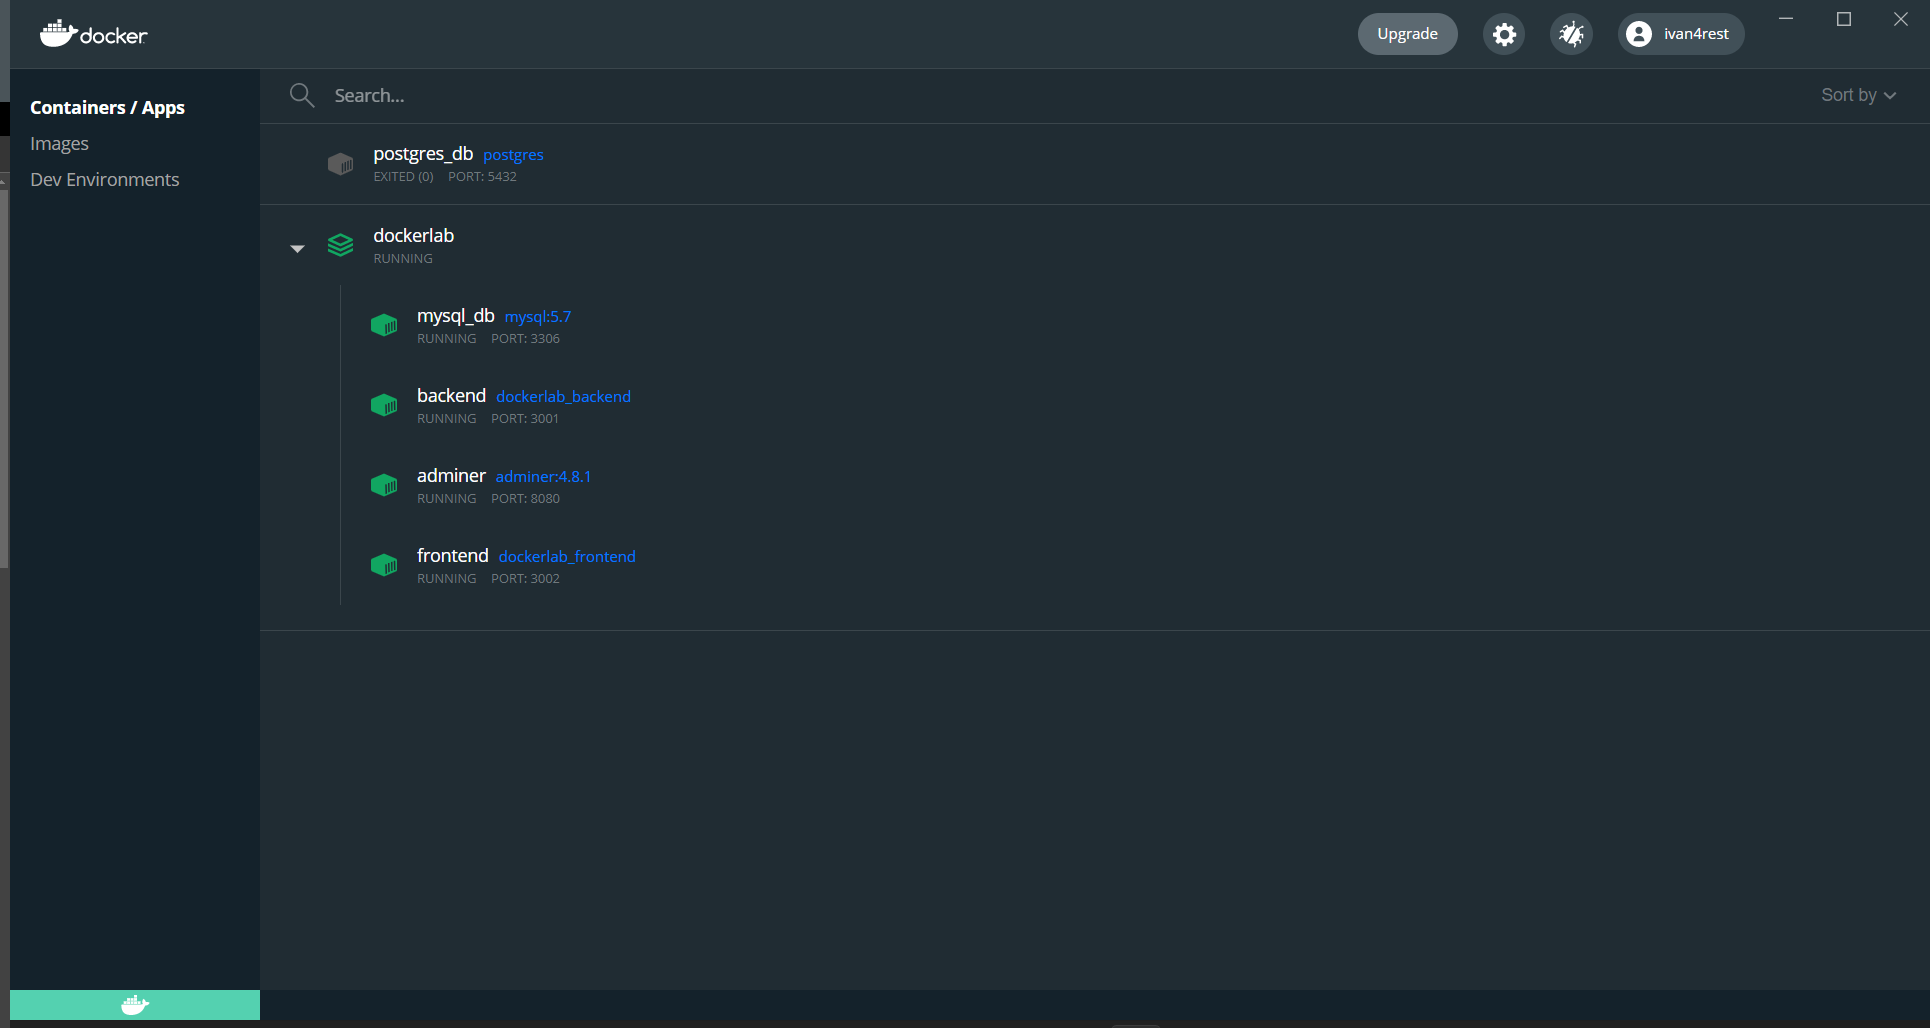 docker
Upgrade
ivan4rest
Containers / Apps
Images
Dev Environments
Search...
Sort by
postgres_db postgres
EXITED (0) PORT: 5432
dockerlab
RUNNING
mysql_db mysql:5.7
RUNNING PORT: 3306
backend dockerlab_backend
RUNNING PORT: 3001
adminer adminer:4.8.1
RUNNING PORT: 8080
frontend dockerlab_frontend
RUNNING PORT: 3002